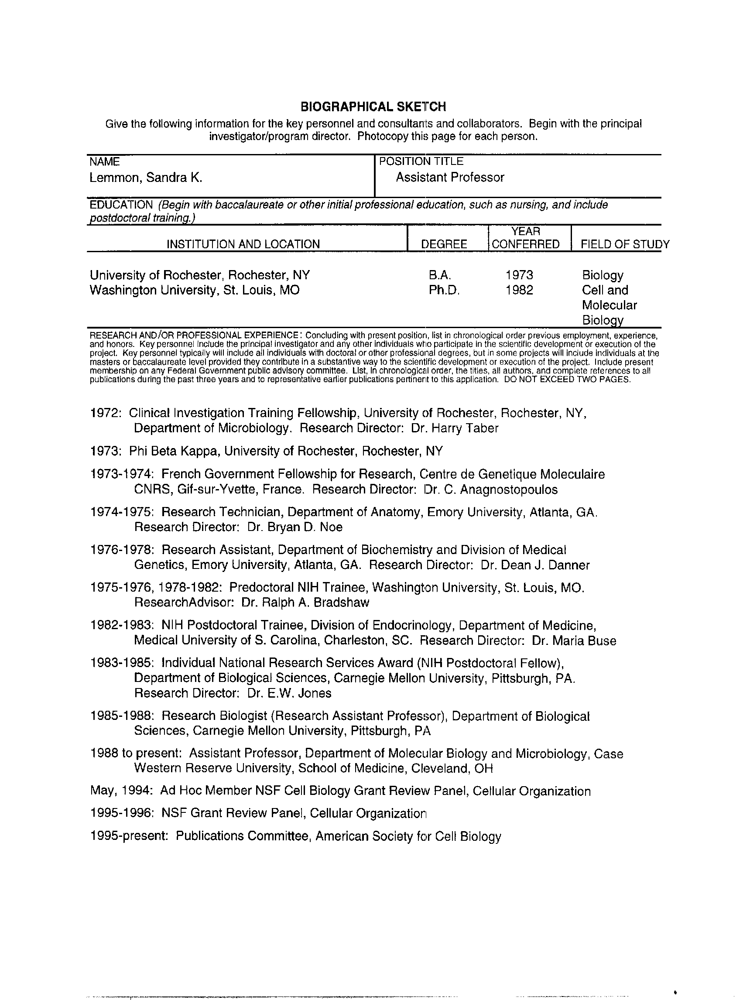 BIOGRAPHICAL SKETCH
Give the following information for the key personnel and consultants and collaborators. Begin with the principal
investigator/program director. Photocopy this page for each person.
NAME
POSITION TITLE
Lemmon, Sandra K.
Assistant Professor
EDUCATION (Begin with baccalaureate or other initial professional education, such as nursing, and include
postdoctoral training.)
INSTITUTION AND LOCATION
DEGREE
YEAR
CONFERRED
FIELD OF STUDY
University of Rochester, Rochester, NY B.A. 1973 Biology
Washington University, St. Louis, MO Ph.D. 1982 Cell and
Molecular
Biology
RESEARCH AND/OR PROFESSIONAL EXPERIENCE: Concluding with present position, list in chronological order previous employment, experience,
and honors. Key personnel include the principal investigator and any other individuals who participate in the scientific development or execution of the
project. Key personnel typically will include all individuals with doctoral or other professional degrees, but in some projects will include individuals at the
masters or baccalaureate level provided they contribute in a substantive way to the scientific development or execution of the project. Include present
membership on any Federal Government public advisory committee. List, in chronological order, the titles, all authors, and complete references to all
publications during the past three years and to representative earlier publications pertinent to this application. DO NOT EXCEED TWO PAGES.
1972: Clinical Investigation Training Fellowship, University of Rochester, Rochester, NY,
Department of Microbiology. Research Director: Dr. Harry Taber
1973: Phi Beta Kappa, University of Rochester, Rochester, NY
1973-1974: French Government Fellowship for Research, Centre de Genetique Moleculaire
CNRS, Gif-sur-Yvette, France. Research Director: Dr. C. Anagnostopoulos
1974-1975: Research Technician, Department of Anatomy, Emory University, Atlanta, GA.
Research Director: Dr. Bryan D. Noe
1976-1978: Research Assistant, Department of Biochemistry and Division of Medical
Genetics, Emory University, Atlanta, GA. Research Director: Dr. Dean J. Danner
1975-1976, 1978-1982: Predoctoral NIH Trainee, Washington University, St. Louis, MO.
ResearchAdvisor: Dr. Ralph A. Bradshaw
1982-1983: NIH Postdoctoral Trainee, Division of Endocrinology, Department of Medicine,
Medical University of S. Carolina, Charleston, SC. Research Director: Dr. Maria Buse
1983-1985: Individual National Research Services Award (NIH Postdoctoral Fellow),
Department of Biological Sciences, Carnegie Mellon University, Pittsburgh, PA.
Research Director: Dr. E.W. Jones
1985-1988: Research Biologist (Research Assistant Professor), Department of Biological
Sciences, Carnegie Mellon University, Pittsburgh, PA
1988 to present: Assistant Professor, Department of Molecular Biology and Microbiology, Case
Western Reserve University, School of Medicine, Cleveland, OH
May, 1994: Ad Hoc Member NSF Cell Biology Grant Review Panel, Cellular Organization
1995-1996: NSF Grant Review Panel, Cellular Organization
1995-present: Publications Committee, American Society for Cell Biology